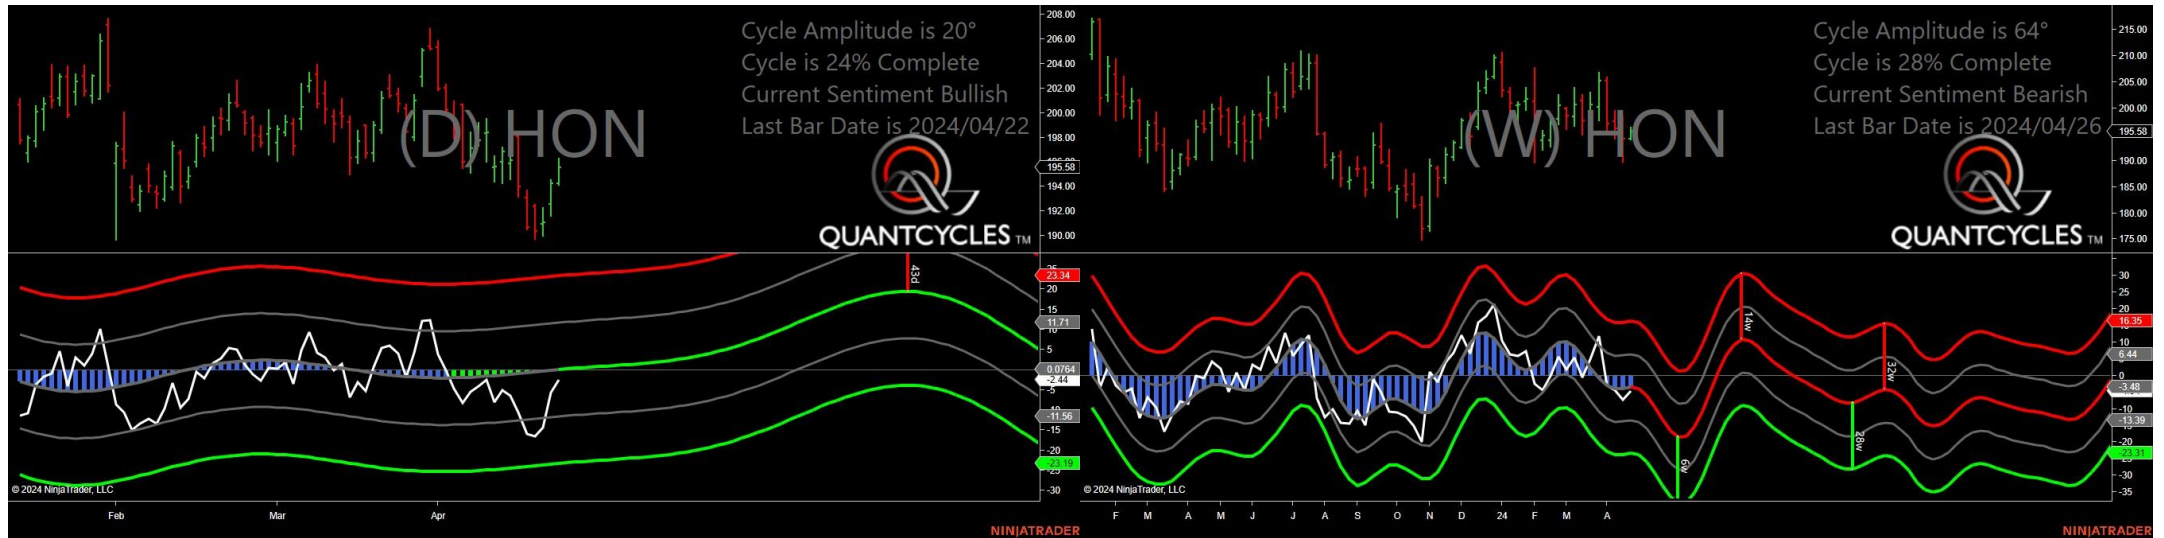 Cycle Amplitude is 20°
Cycle is 24% Complete
Current Sentiment Bullish
Last Bar Date is 2024/04/22
(D) HON
QUANTCYCLES TM
208.00
206.00
204.00
202.00
200.00
198.00
195.58
194.00
192.00
190.00
43d
23.34
20
15
11.71
10
5
0.0764
-2.44
-5
-11.56
-15
-20
-23.19
-30
© 2024 NinjaTrader, LLC
Feb
Mar
Apr
NINJATRADER
Cycle Amplitude is 64°
Cycle is 28% Complete
Current Sentiment Bearish
Last Bar Date is 2024/04/26
(W) HON
QUANTCYCLES TM
215.00
210.00
205.00
200.00
195.58
190.00
185.00
180.00
175.00
14w
32w
28w
6w
30
25
20
16.35
10
6.44
0
-3.48
-10
-13.39
-20
-23.31
-30
-35
© 2024 NinjaTrader, LLC
F M A M J J A S O N D 24 F M A
NINJATRADER